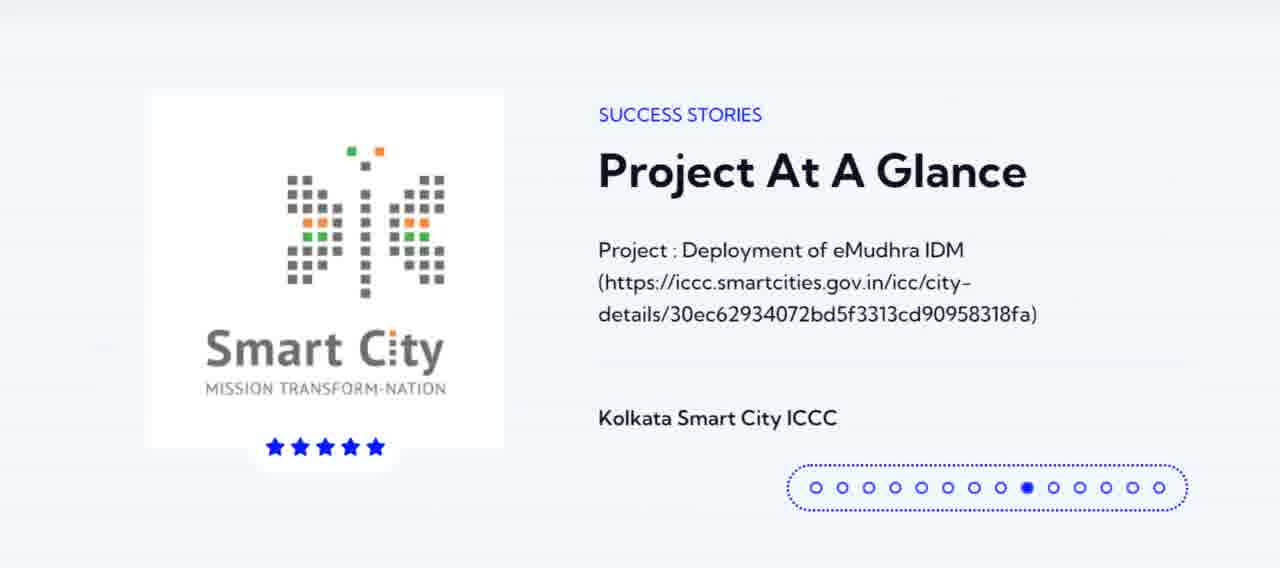 SUCCESS STORIES
Project At A Glance
Project : Deployment of eMudhra IDM
(https://iccc.smartcities.gov.in/icc/city-
details/30ec62934072bd5f3313cd90958318fa)
Smart City
MISSION TRANSFORM-NATION
Kolkata Smart City ICCC